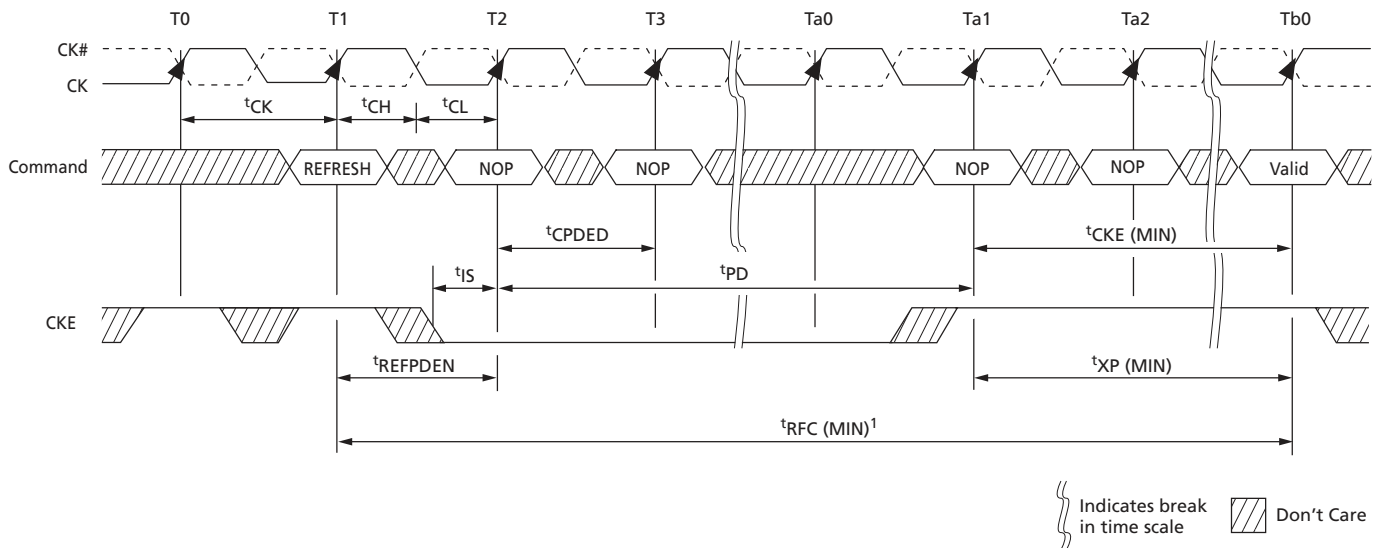 T0 T1 T2 T3 Ta0 Ta1 Ta2 Tb0
CK#
CK
tCK tCH tCL
Command REFRESH NOP NOP NOP NOP Valid
tCPDED tCKE (MIN)
tIS tPD
CKE
tREFPDEN tXP (MIN)
tRFC (MIN)1
Indicates break
in time scale
Don't Care